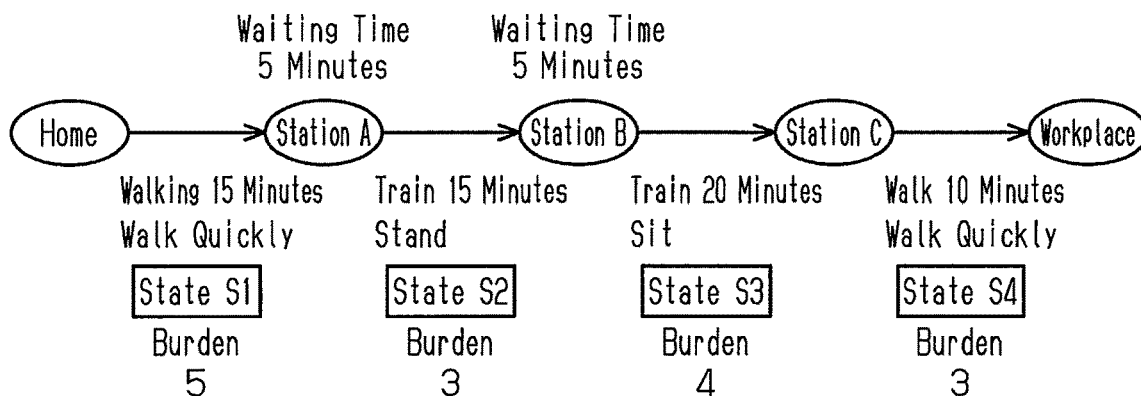 Waiting Time
5 Minutes
Waiting Time
5 Minutes
Home
Station A
Station B
Station C
Workplace
Walking 15 Minutes
Walk Quickly
State S1
Burden
5
Train 15 Minutes
Stand
State S2
Burden
3
Train 20 Minutes
Sit
State S3
Burden
4
Walk 10 Minutes
Walk Quickly
State S4
Burden
3